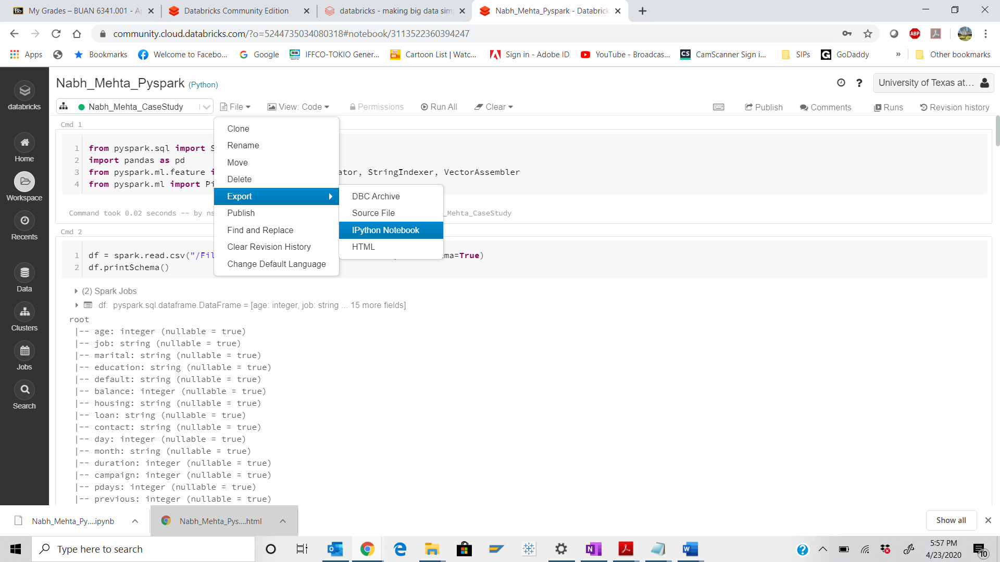 My Grades – BUAN 6341.001 - Ap
Databricks Community Edition
databricks - making big data sim
Nabh_Mehta_Pyspark - Databrick
community.cloud.databricks.com/?o=5244735034080318#notebook/3113522360394247
ABP
Apps
Bookmarks
Welcome to Facebo...
Google
IFFCO-TOKIO Gener...
Cartoon List | Watc...
Sign in - Adobe ID
YouTube - Broadcas...
CS
CamScanner Sign i...
SIPs
GoDaddy
»
Other bookmarks
Nabh_Mehta_Pyspark (Python)
University of Texas at...
databricks
Nabh_Mehta_CaseStudy
File
View: Code
Permissions
Run All
Clear
Publish
Comments
Runs
Revision history
Home
Workspace
Recents
Data
Clusters
Jobs
Search
Clone
Rename
Move
Delete
Export
Publish
Find and Replace
Clear Revision History
Change Default Language
DBC Archive
Source File
IPython Notebook
HTML
Cmd 1
1 from pyspark.sql import S
2 import pandas as pd
3 from pyspark.ml.feature i ator, StringIndexer, VectorAssembler
4 from pyspark.ml import Pi
Command took 0.02 seconds -- by ns _Mehta_CaseStudy
Cmd 2
1 df = spark.read.csv("/Fil ma=True)
2 df.printSchema()
(2) Spark Jobs
df: pyspark.sql.dataframe.DataFrame = [age: integer, job: string ... 15 more fields]
root
|-- age: integer (nullable = true)
|-- job: string (nullable = true)
|-- marital: string (nullable = true)
|-- education: string (nullable = true)
|-- default: string (nullable = true)
|-- balance: integer (nullable = true)
|-- housing: string (nullable = true)
|-- loan: string (nullable = true)
|-- contact: string (nullable = true)
|-- day: integer (nullable = true)
|-- month: string (nullable = true)
|-- duration: integer (nullable = true)
|-- campaign: integer (nullable = true)
|-- pdays: integer (nullable = true)
|-- previous: integer (nullable = true)
Nabh_Mehta_Py....ipynb
Nabh_Mehta_Pys....html
Show all
Type here to search
5:57 PM
4/23/2020
10